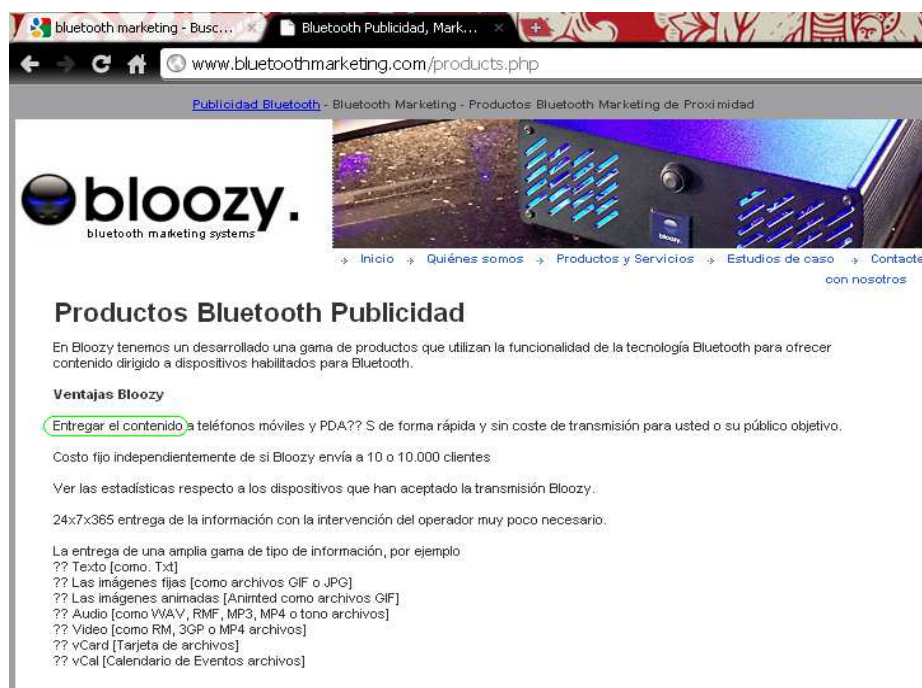 bluetooth marketing - Busc...
Bluetooth Publicidad, Mark...
www.bluetoothmarketing.com/products.php
Publicidad Bluetooth - Bluetooth Marketing - Productos Bluetooth Marketing de Proximidad
bloozy.
bluetooth marketing systems
bloozy.
Inicio Quiénes somos Productos y Servicios Estudios de caso Contacte
con nosotros
Productos Bluetooth Publicidad
En Bloozy tenemos un desarrollado una gama de productos que utilizan la funcionalidad de la tecnología Bluetooth para ofrecer
contenido dirigido a dispositivos habilitados para Bluetooth.
Ventajas Bloozy
Entregar el contenido a teléfonos móviles y PDA?? S de forma rápida y sin coste de transmisión para usted o su público objetivo.
Costo fijo independientemente de si Bloozy envía a 10 o 10.000 clientes
Ver las estadísticas respecto a los dispositivos que han aceptado la transmisión Bloozy.
24x7x365 entrega de la información con la intervención del operador muy poco necesario.
La entrega de una amplia gama de tipo de información, por ejemplo
?? Texto [como. Txt]
?? Las imágenes fijas [como archivos GIF o JPG]
?? Las imágenes animadas [Animted como archivos GIF]
?? Audio [como WAV, RMF, MP3, MP4 o tono archivos]
?? Video [como RM, 3GP o MP4 archivos]
?? vCard [Tarjeta de archivos]
?? vCal [Calendario de Eventos archivos]